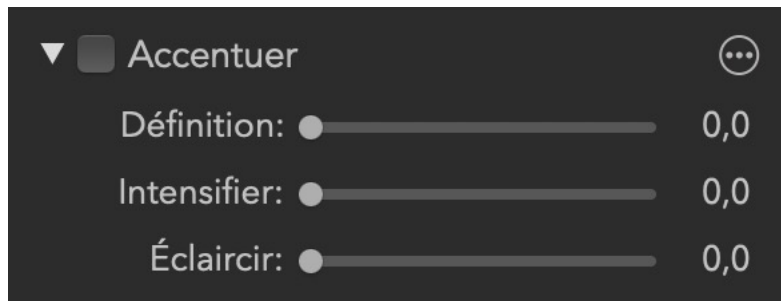 Accentuer
Définition: 0,0
Intensifier: 0,0
Éclaircir: 0,0